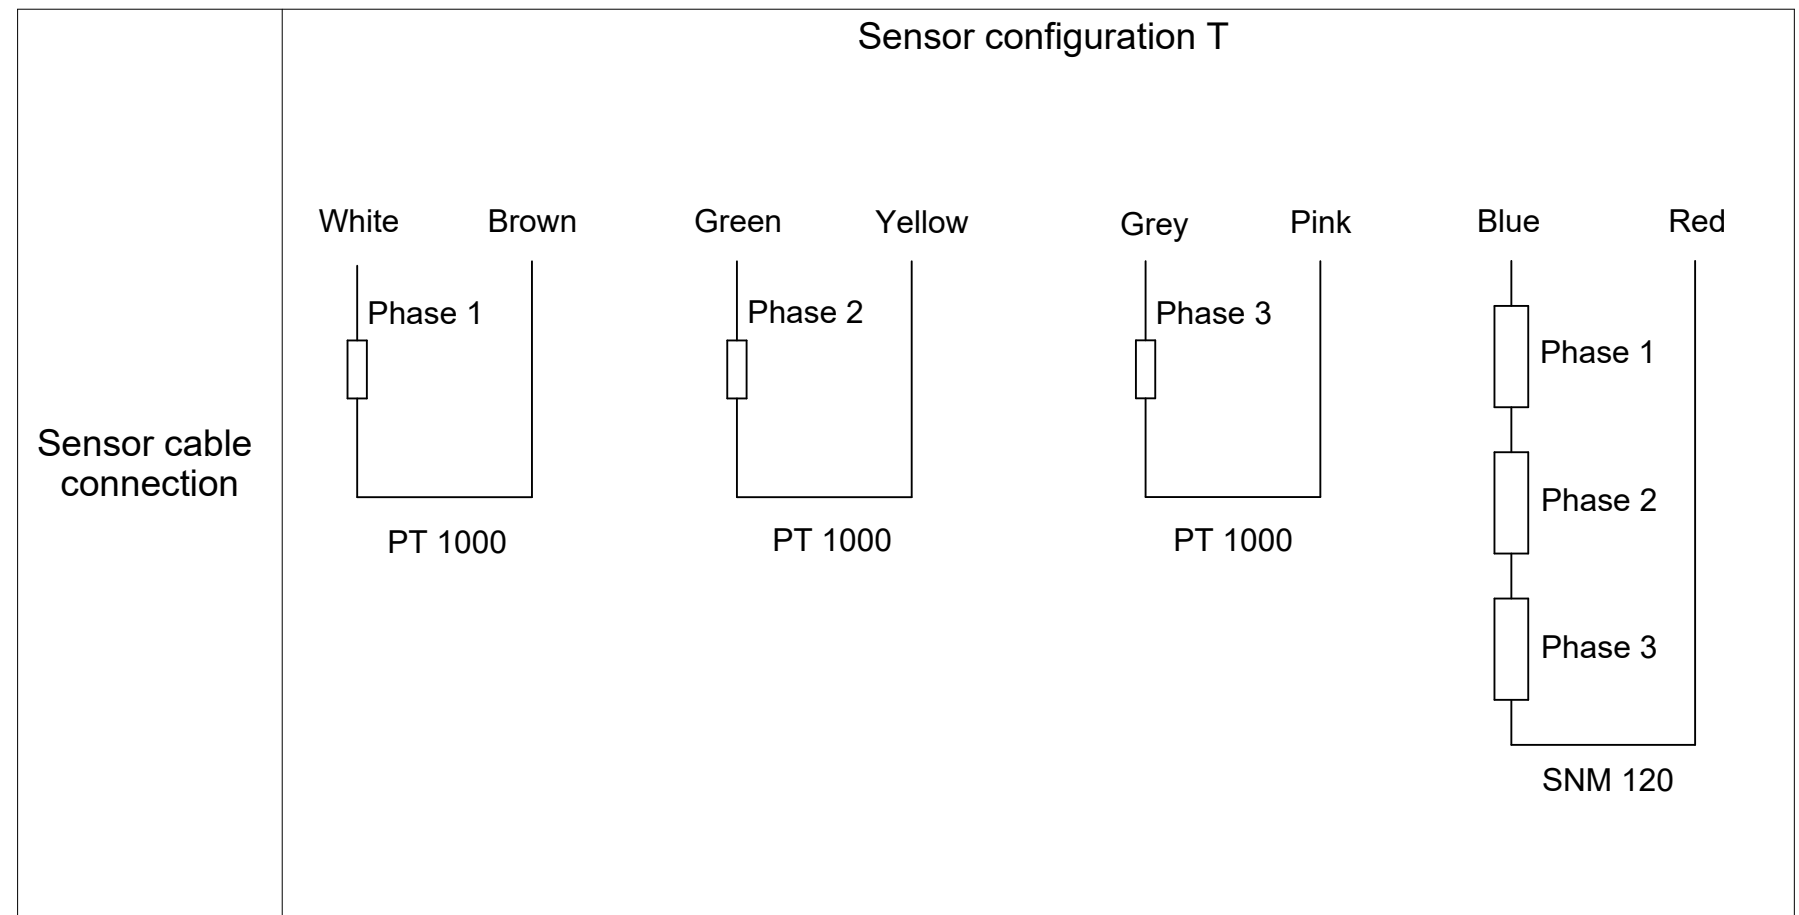 Sensor configuration T
White Brown Green Yellow Grey Pink Blue Red
Phase 1 Phase 2 Phase 3
Phase 1
Sensor cable
connection
Phase 2
PT 1000 PT 1000 PT 1000
Phase 3
SNM 120